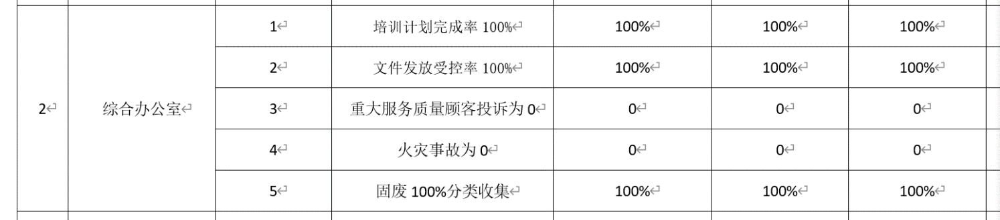 1 培训计划完成率 100% 100% 100% 100%
2 文件发放受控率 100% 100% 100% 100%
2 综合办公室 3 重大服务质量顾客投诉为 0 0 0 0
4 火灾事故为 0 0 0 0
5 固废 100%分类收集 100% 100% 100%